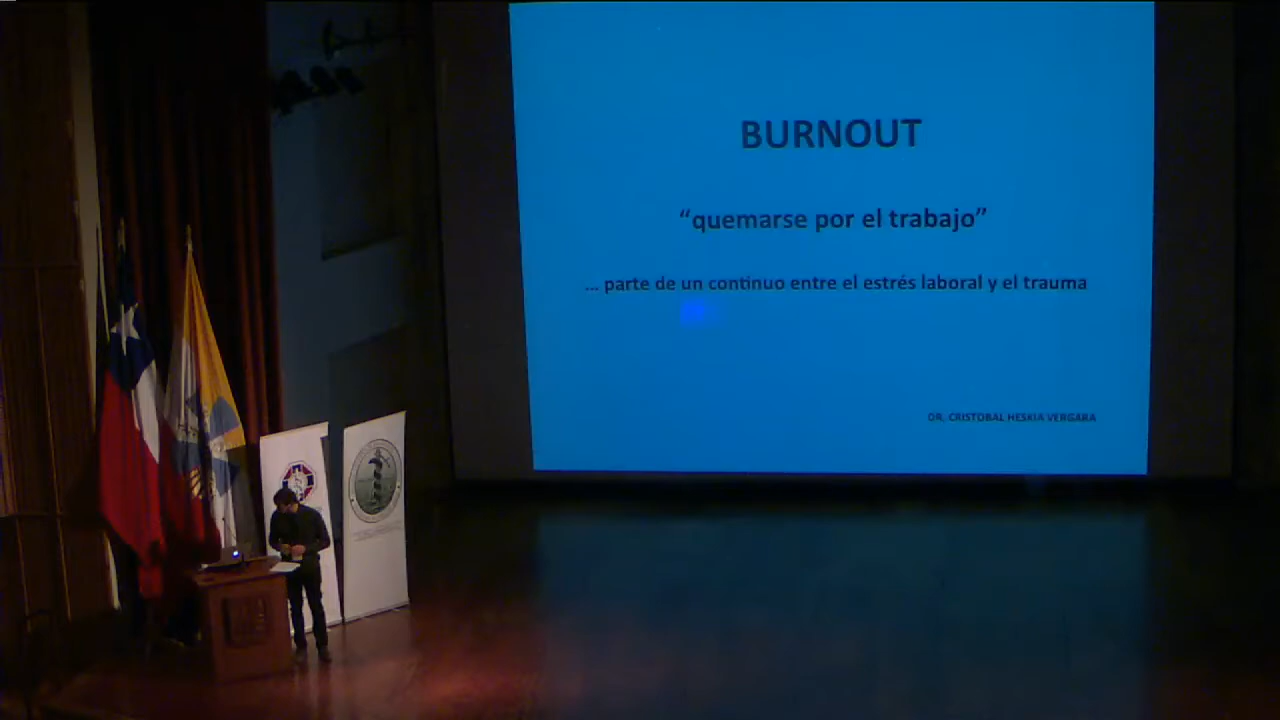 BURNOUT
“quemarse por el trabajo”
... parte de un continuo entre el estrés laboral y el trauma
DR. CRISTOBAL HESKIA VERGARA